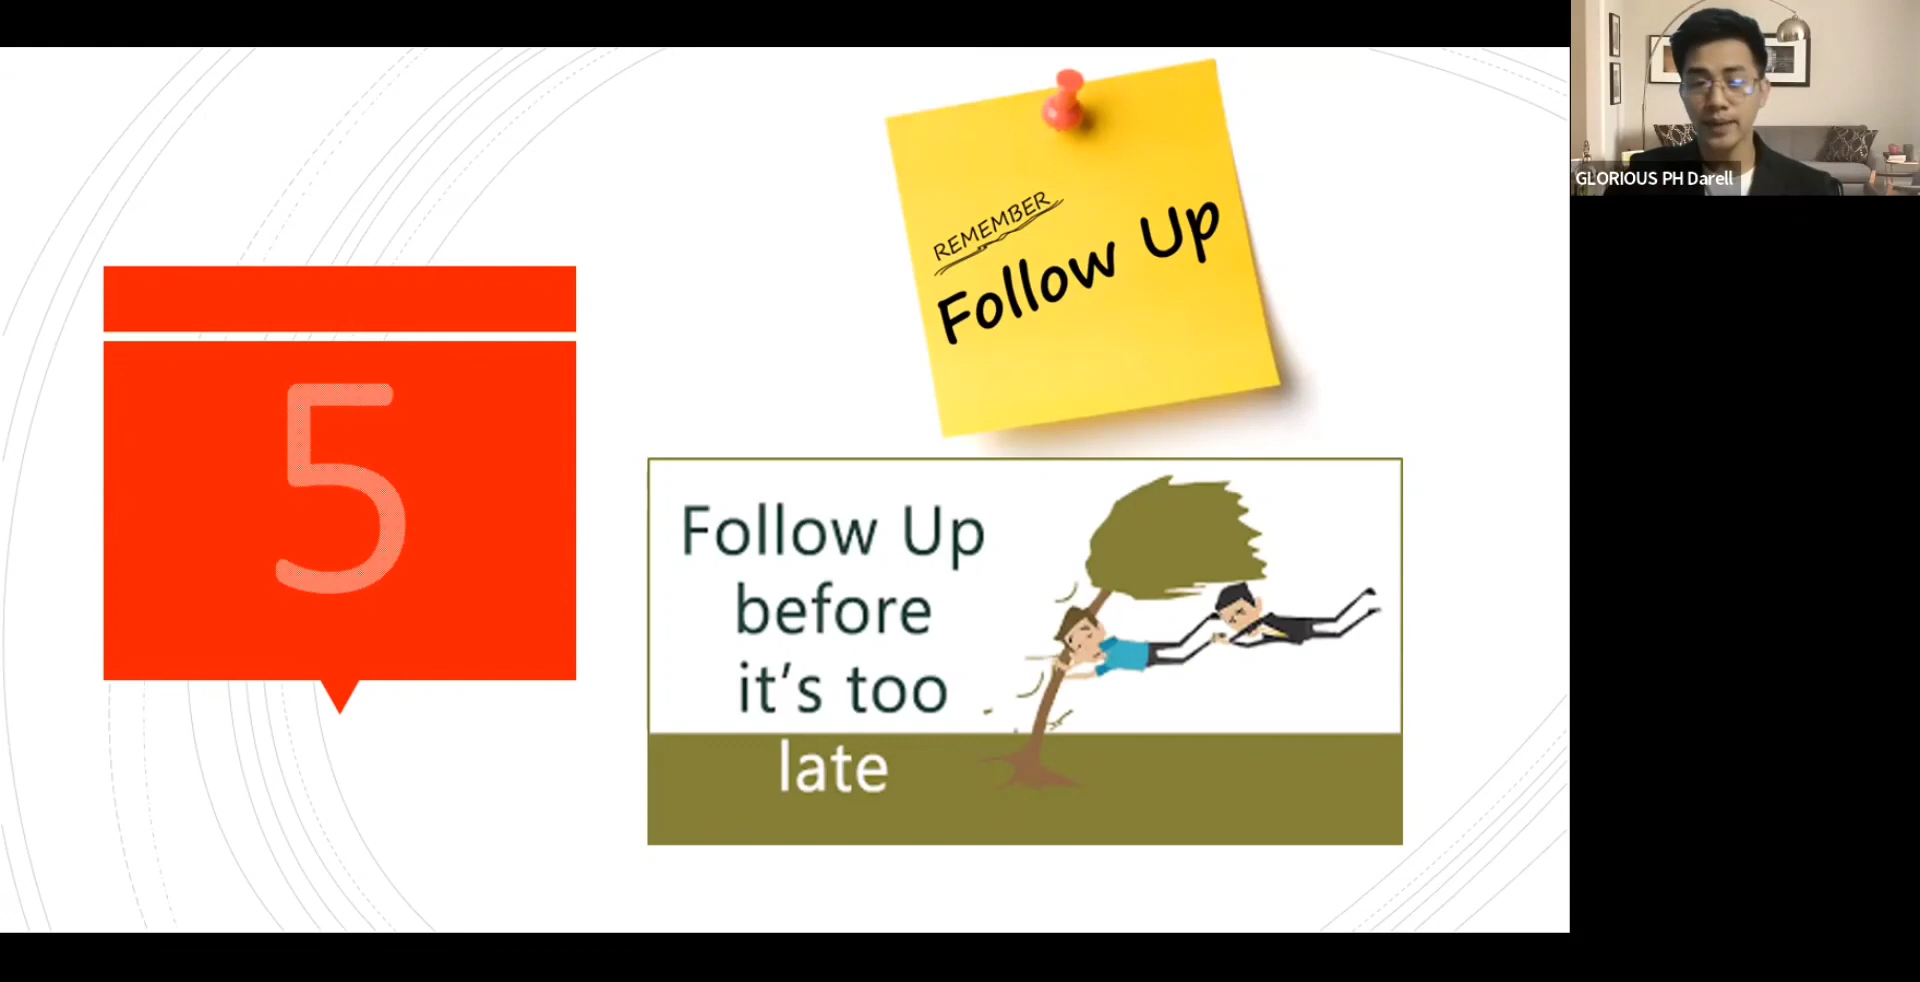 5
REMEMBER
Follow Up
Follow Up
before
it's too
late
GLORIOUS PH Darell